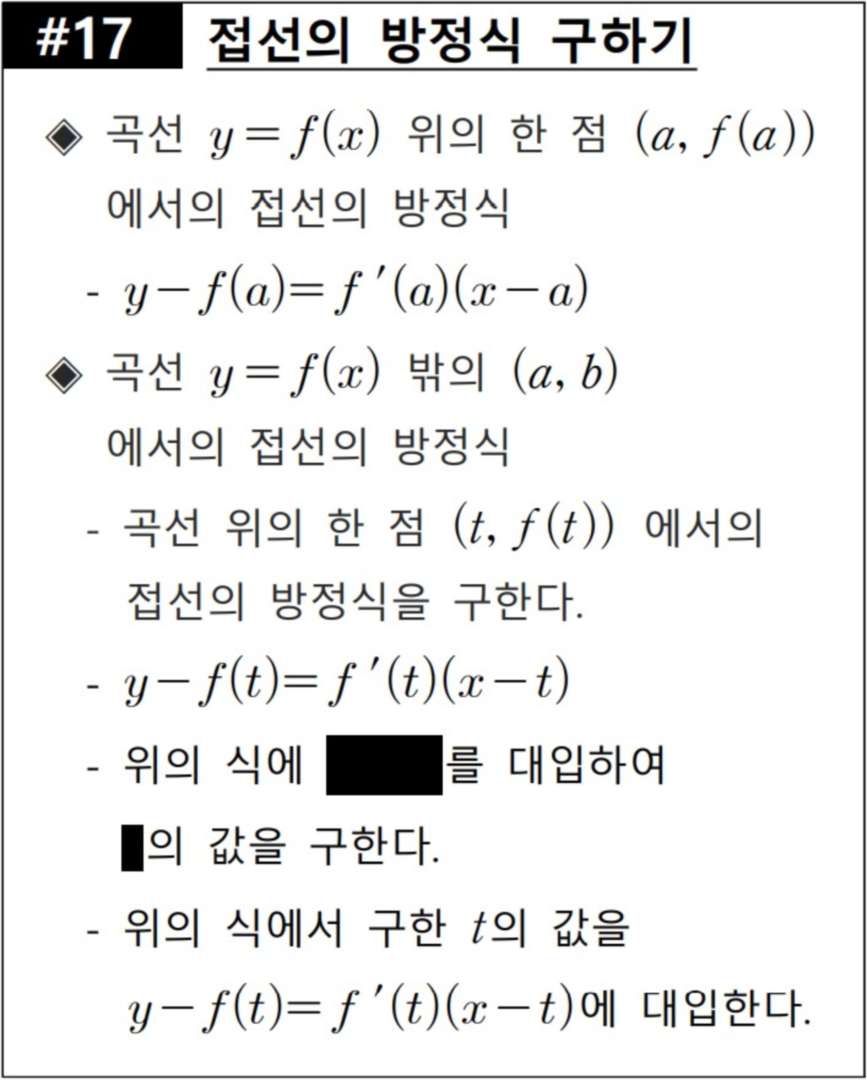 #17 접선의 방정식 구하기
◈ 곡선 y=f(x) 위의 한 점 (a, f(a))
에서의 접선의 방정식
- y-f(a)=f′(a)(x-a)
◈ 곡선 y=f(x) 밖의 (a, b)
에서의 접선의 방정식
- 곡선 위의 한 점 (t, f(t)) 에서의
접선의 방정식을 구한다.
- y-f(t)=f′(t)(x-t)
- 위의 식에 를 대입하여
의 값을 구한다.
- 위의 식에서 구한 t의 값을
y-f(t)=f′(t)(x-t)에 대입한다.